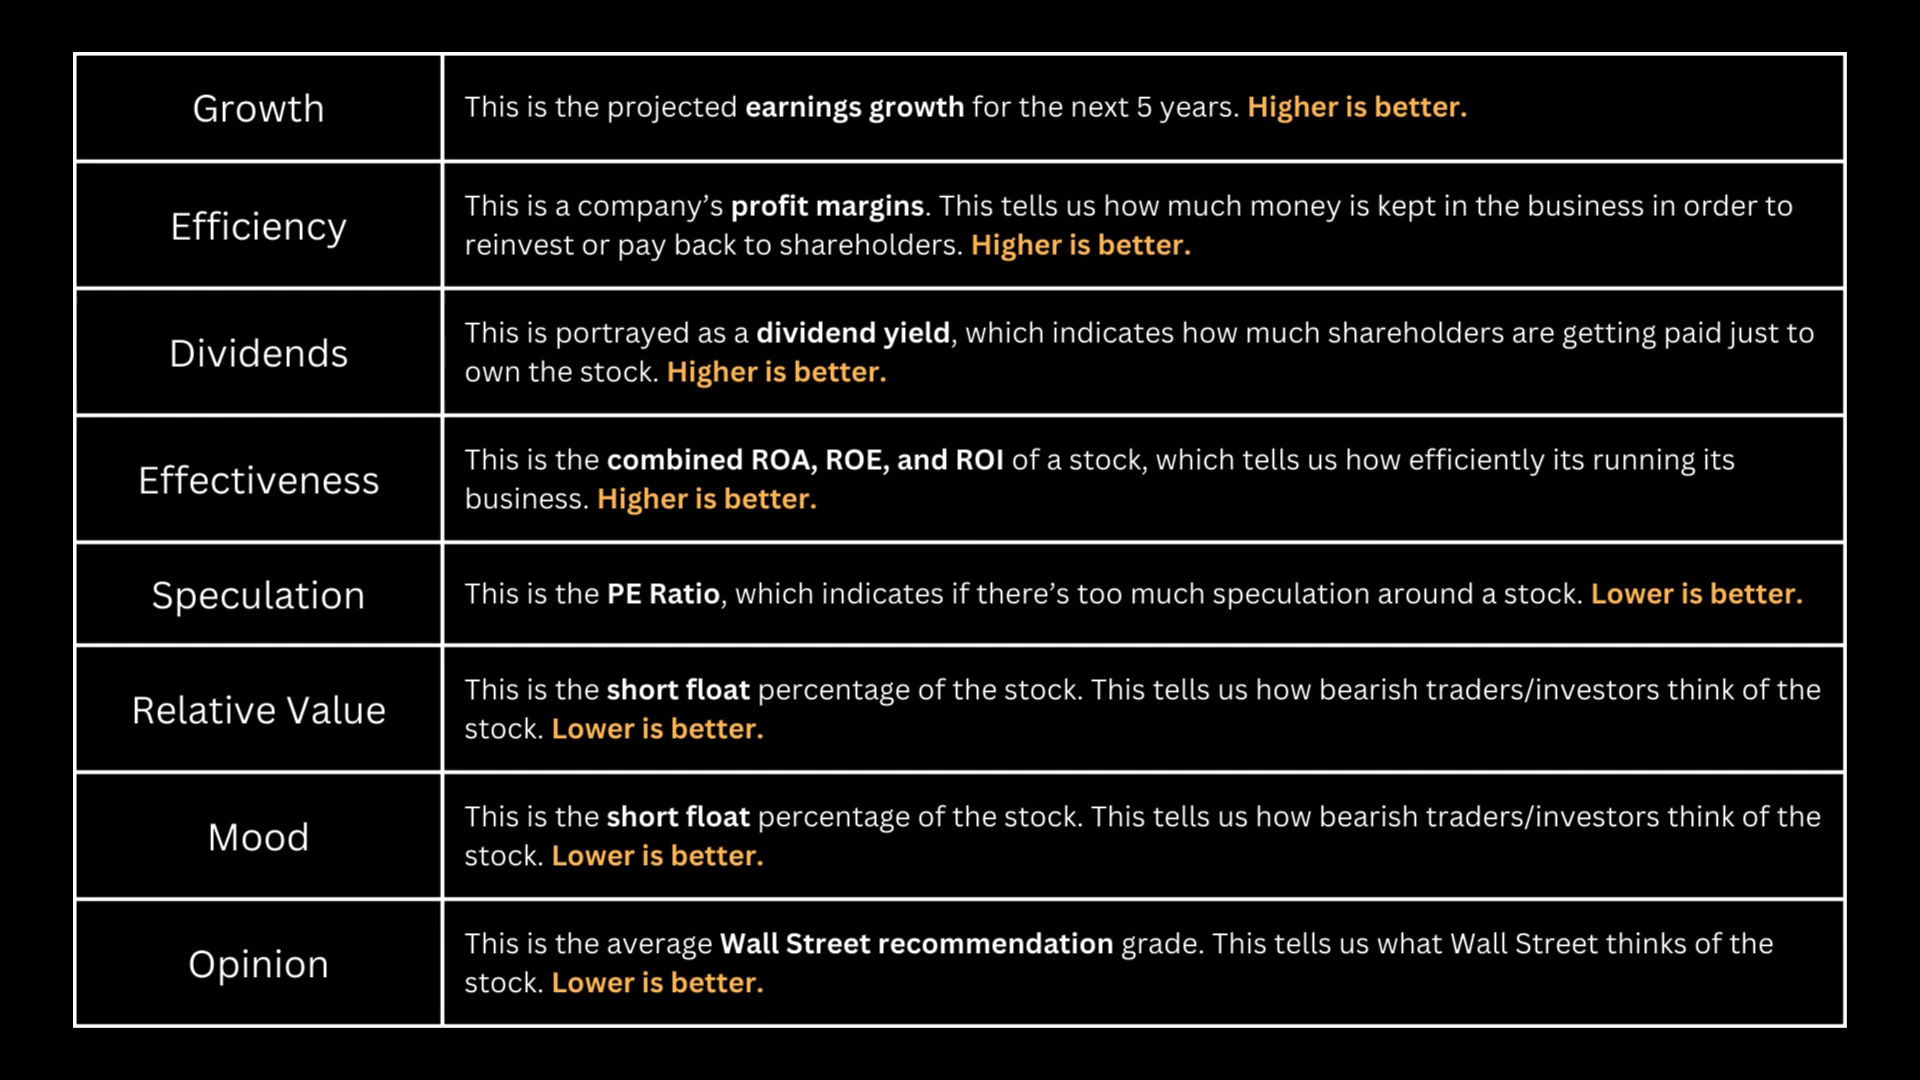 Growth
This is the projected earnings growth for the next 5 years. Higher is better.
Efficiency
This is a company’s profit margins. This tells us how much money is kept in the business in order to
reinvest or pay back to shareholders. Higher is better.
Dividends
This is portrayed as a dividend yield, which indicates how much shareholders are getting paid just to
own the stock. Higher is better.
Effectiveness
This is the combined ROA, ROE, and ROI of a stock, which tells us how efficiently its running its
business. Higher is better.
Speculation
This is the PE Ratio, which indicates if there’s too much speculation around a stock. Lower is better.
Relative Value
This is the short float percentage of the stock. This tells us how bearish traders/investors think of the
stock. Lower is better.
Mood
This is the short float percentage of the stock. This tells us how bearish traders/investors think of the
stock. Lower is better.
Opinion
This is the average Wall Street recommendation grade. This tells us what Wall Street thinks of the
stock. Lower is better.